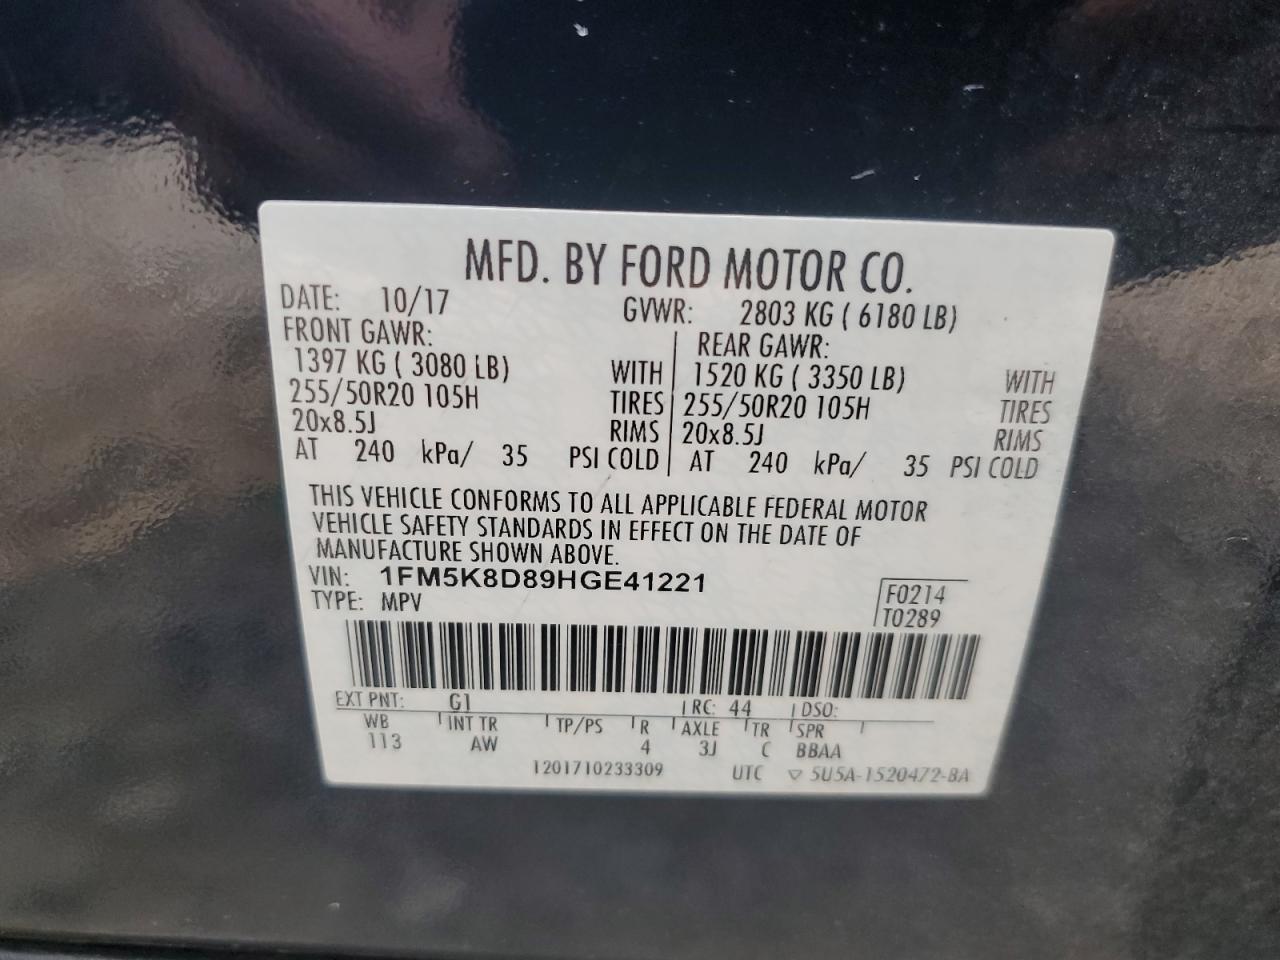 MFD. BY FORD MOTOR CO.
DATE: 10/17 GVWR: 2803 KG ( 6180 LB)
FRONT GAWR: REAR GAWR:
1397 KG ( 3080 LB) WITH 1520 KG ( 3350 LB) WITH
255/50R20 105H TIRES 255/50R20 105H TIRES
20x8.5J RIMS 20x8.5J RIMS
AT 240 kPa/ 35 PSI COLD AT 240 kPa/ 35 PSI COLD
THIS VEHICLE CONFORMS TO ALL APPLICABLE FEDERAL MOTOR
VEHICLE SAFETY STANDARDS IN EFFECT ON THE DATE OF
MANUFACTURE SHOWN ABOVE.
VIN: 1FM5K8D89HGE41221 F0214
TYPE: MPV T0289
EXT PNT: G1 RC: 44 DSO:
WB INT TR TP/PS R AXLE TR SPR
113 AW 4 3J C BBAA
1201710233309 UTC ▽ 5U5A-1520472-BA